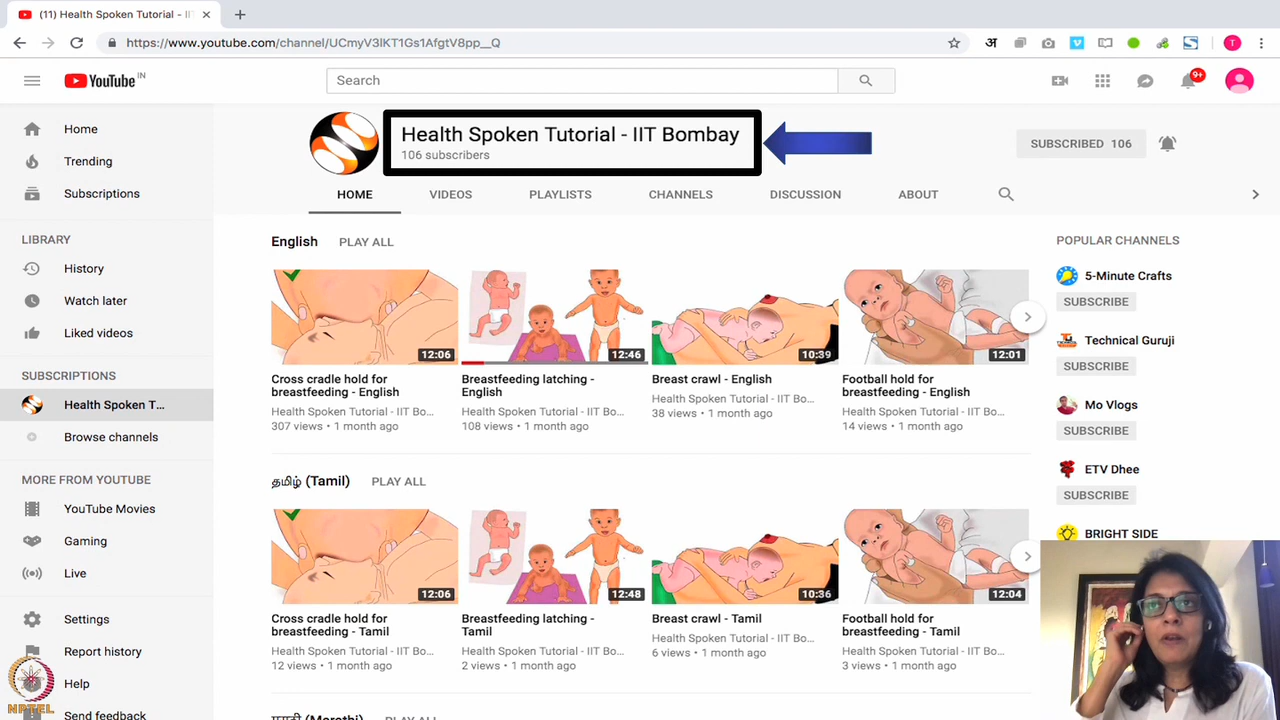 (11) Health Spoken Tutorial - II
https://www.youtube.com/channel/UCmyV3lKT1Gs1AfgtV8pp__Q
अ
T
YouTube IN
Search
9+
Health Spoken Tutorial - IIT Bombay
106 subscribers
SUBSCRIBED 106
HOME VIDEOS PLAYLISTS CHANNELS DISCUSSION ABOUT
Home
Trending
Subscriptions
LIBRARY
History
Watch later
Liked videos
SUBSCRIPTIONS
Health Spoken T...
Browse channels
MORE FROM YOUTUBE
YouTube Movies
Gaming
Live
Settings
Report history
Help
Send feedback
NPTEL
English PLAY ALL
12:06 12:46 10:39 12:01
Cross cradle hold for
breastfeeding - English
Health Spoken Tutorial - IIT Bo...
307 views • 1 month ago
Breastfeeding latching -
English
Health Spoken Tutorial - IIT Bo...
108 views • 1 month ago
Breast crawl - English
Health Spoken Tutorial - IIT Bo...
38 views • 1 month ago
Football hold for
breastfeeding - English
Health Spoken Tutorial - IIT Bo...
14 views • 1 month ago
தமிழ் (Tamil) PLAY ALL
12:06 12:48 10:36 12:04
Cross cradle hold for
breastfeeding - Tamil
Health Spoken Tutorial - IIT Bo...
12 views • 1 month ago
Breastfeeding latching -
Tamil
Health Spoken Tutorial - IIT Bo...
2 views • 1 month ago
Breast crawl - Tamil
Health Spoken Tutorial - IIT Bo...
6 views • 1 month ago
Football hold for
breastfeeding - Tamil
Health Spoken Tutorial - IIT Bo...
3 views • 1 month ago
मराठी (Marathi) PLAY ALL
POPULAR CHANNELS
5-Minute Crafts
SUBSCRIBE
Technical Guruji
SUBSCRIBE
Mo Vlogs
SUBSCRIBE
ETV Dhee
SUBSCRIBE
BRIGHT SIDE